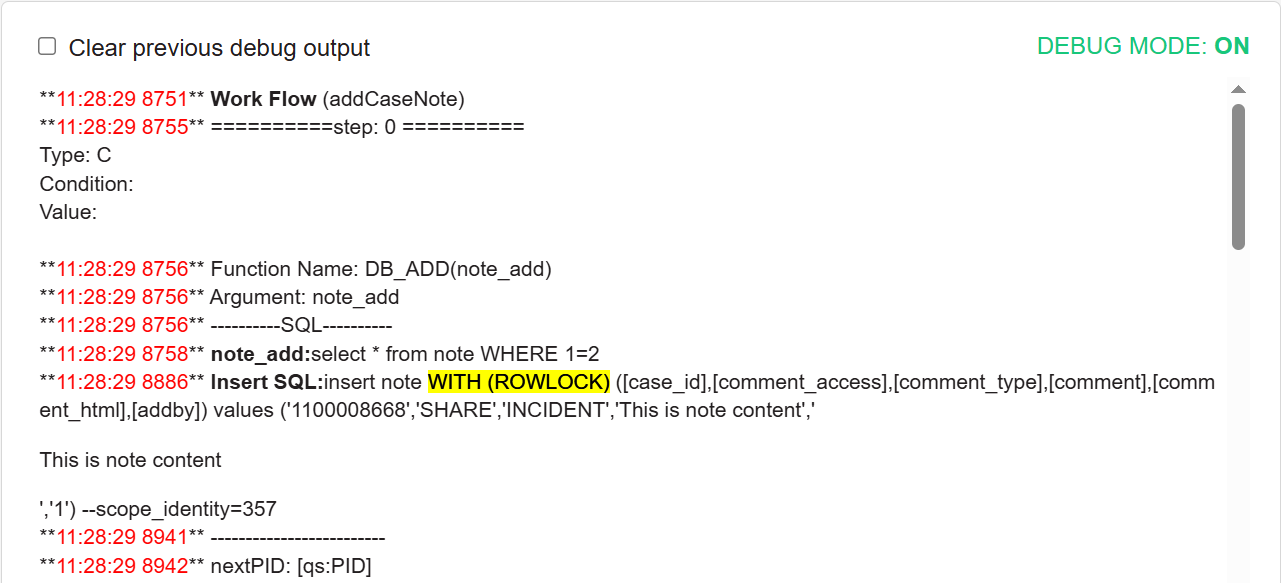 Clear previous debug output
DEBUG MODE: ON
**11:28:29 8751** Work Flow (addCaseNote)
**11:28:29 8755** ==========step: 0 ==========
Type: C
Condition:
Value:
**11:28:29 8756** Function Name: DB_ADD(note_add)
**11:28:29 8756** Argument: note_add
**11:28:29 8756** ----------SQL----------
**11:28:29 8758** note_add:select * from note WHERE 1=2
**11:28:29 8886** Insert SQL:insert note WITH (ROWLOCK) ([case_id],[comment_access],[comment_type],[comment],[comm
ent_html],[addby]) values ('1100008668','SHARE','INCIDENT','This is note content','
This is note content
','1') --scope_identity=357
**11:28:29 8941** -------------------------
**11:28:29 8942** nextPID: [qs:PID]